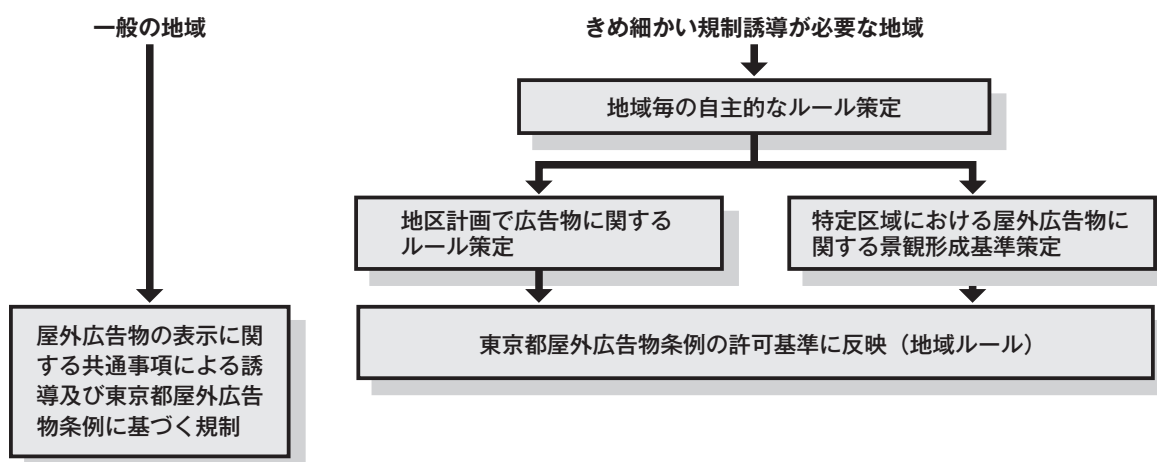 一般の地域
屋外広告物の表示に関
する共通事項による誘
導及び東京都屋外広告
物条例に基づく規制
きめ細かい規制誘導が必要な地域
地域毎の自主的なルール策定
地区計画で広告物に関する
ルール策定
特定区域における屋外広告物に
関する景観形成基準策定
東京都屋外広告物条例の許可基準に反映（地域ルール）